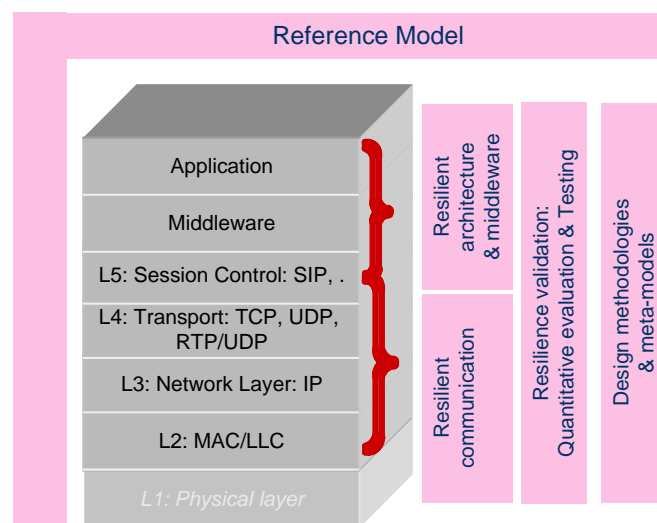 Reference Model
Application
Middleware
L5: Session Control: SIP, .
L4: Transport: TCP, UDP,
RTP/UDP
L3: Network Layer: IP
L2: MAC/LLC
L1: Physical layer
Resilient
architecture
& middleware
Resilient
communication
Resilience validation:
Quantitative evaluation & Testing
Design methodologies
& meta-models